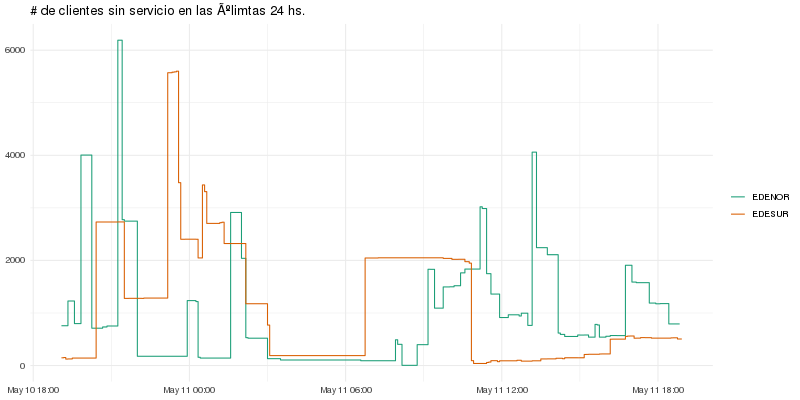 # de clientes sin servicio en las Ãºlimtas 24 hs.
6000
4000
2000
0
May 10 18:00
May 11 00:00
May 11 06:00
May 11 12:00
May 11 18:00
EDENOR
EDESUR